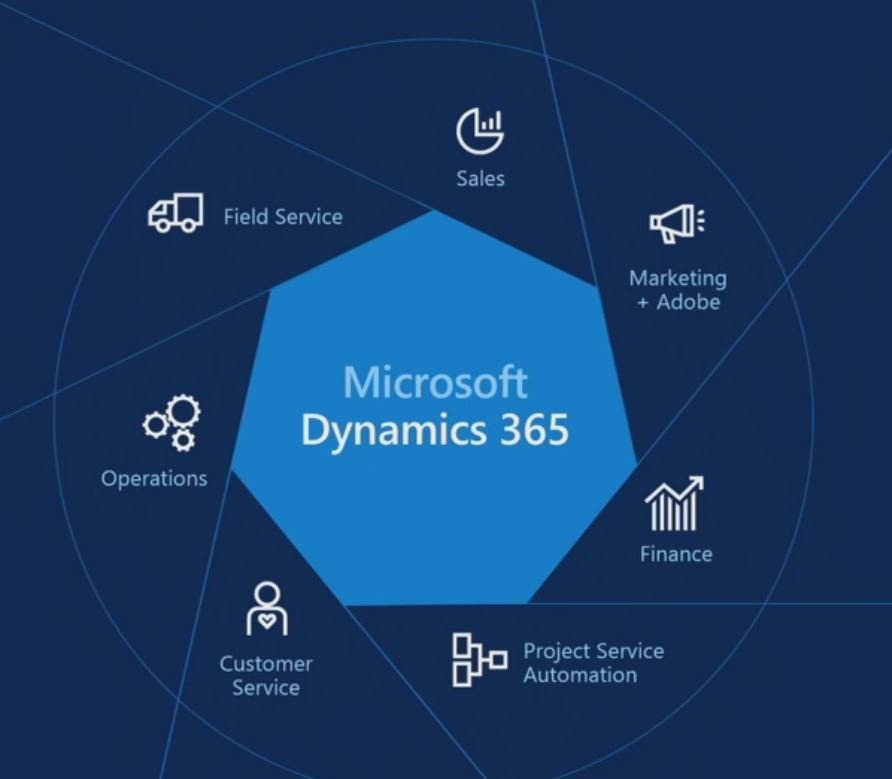 Sales
Field Service
Marketing
+ Adobe
Microsoft
Dynamics 365
Operations
Finance
Customer
Service
Project Service
Automation